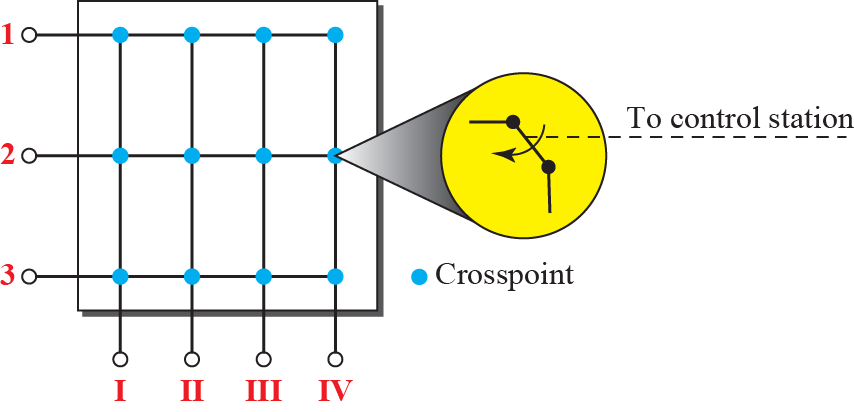 1
2
To control station
3
Crosspoint
I II III IV